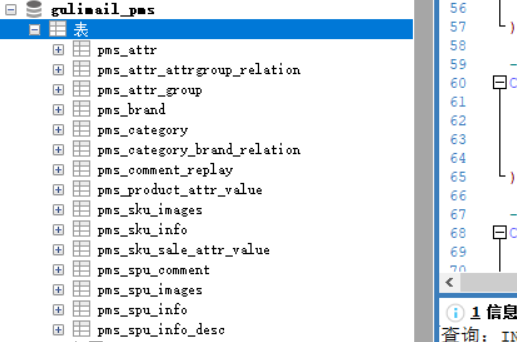 gulimall_pms
表
pms_attr
pms_attr_attrgroup_relation
pms_attr_group
pms_brand
pms_category
pms_category_brand_relation
pms_comment_replay
pms_product_attr_value
pms_sku_images
pms_sku_info
pms_sku_sale_attr_value
pms_spu_comment
pms_spu_images
pms_spu_info
pms_spu_info_desc
56
57 )
58
59
60
61
62
63
64
65 )
66
67
68
69
70
1 信息
查询: IN